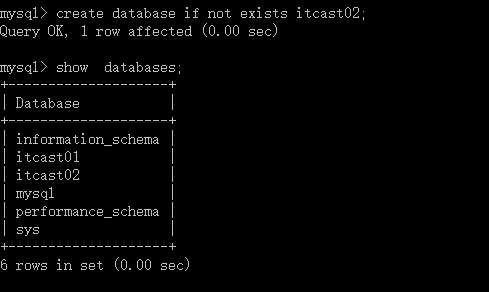 mysql> create database if not exists itcast02;
Query OK, 1 row affected (0.00 sec)
mysql> show  databases;
+--------------------+
| Database           |
+--------------------+
| information_schema |
| itcast01           |
| itcast02           |
| mysql              |
| performance_schema |
| sys                |
+--------------------+
6 rows in set (0.00 sec)